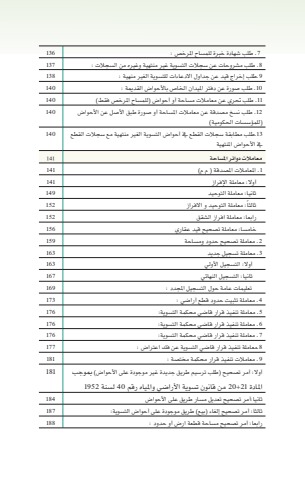 7. طلب شهادة خبرة للمساح المرخص : 136
8. طلب مشروحات عن سجلات التسوية غير منتهية وغيره من السجلات : 137
9. طلب إخراج قيد عن جداول الادعاءات للتسوية الغير منتهية : 138
10. طلب صورة عن دفتر الميدان الخاص بالأحواض القديمة : 140
11. طلب تحري عن معاملات مساحة أو أحواض (للمساح المرخص فقط) 140
12. طلب نسخ مصدقة عن معاملات المساحة أو صورة طبق الأصل عن الأحواض 140
(للمؤسسات الحكومية)
13. طلب مطابقة سجلات القطع في أحواض التسوية الغير منتهية مع سجلات القطع 140
في الأحواض المنتهية
معاملات دوائر المساحة 141
1. المعاملات المصدقة ( م م) 141
أولا: معاملة الإفراز 141
ثانياً: معاملة التوحيد 149
ثالثاً: معاملة التوحيد و الافراز 152
رابعا: معاملة افراز الشقق 152
خامسا: معاملة تصحيح قيد عقاري 156
2. معاملة تصحيح حدود ومساحة 159
3. معاملة تسجيل جديد 163
أولا: التسجيل الأولي 163
ثانيا: التسجيل النهائي 167
تعليمات عامة حول التسجيل المجدد : 169
4. معاملة تثبيت حدود قطع أراضي : 173
5. معاملة تنفيذ قرار قاضي محكمة التسوية: 176
6. معاملة تنفيذ قرار قاضي محكمة التسوية: 176
7. معاملة تنفيذ قرار قاضي محكمة التسوية: 176
8. معاملة تنفيذ قرار قاضي التسوية عن فك اعتراض : 177
9. معاملات تنفيذ قرار محكمة مختصة : 181
أولا: أمر تصحيح (طلب ترسيم طريق جديدة غير موجودة على الأحواض) بموجب 181
المادة 21+20 من قانون تسوية الأراضي والمياه رقم 40 لسنة 1952
ثانيا أمر تصحيح تعديل مسار طريق على الأحواض 184
ثالثا: أمر تصحيح إلغاء (بيع) طريق موجودة على أحواض التسوية: 187
رابعا: أمر تصحيح مساحة قطعة ارض او حدود : 188